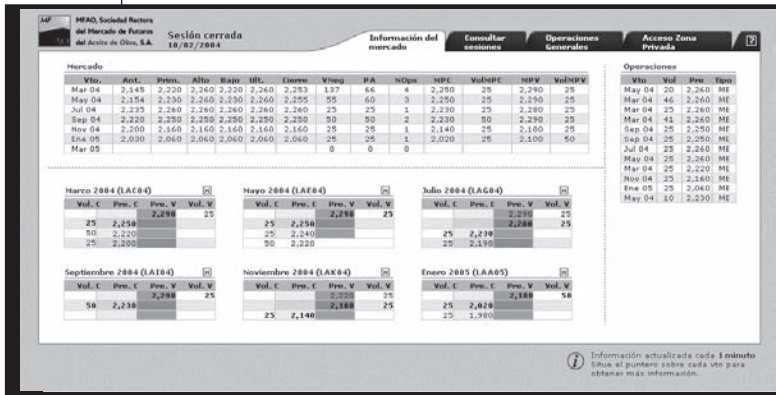 MFAO, Sociedad Rectora
del Mercado de Futuros
del Aceite de Oliva, S.A.
Sesión cerrada
10/02/2004
Información del
mercado
Consultar
sesiones
Operaciones
Generales
Acceso Zona
Privada
?
Mercado
Vto. Ant. Prim. Alto Bajo Ult. Cierre VNeg PA NOps MPC VolMPC MPV VolMPV
Mar 04 2,145 2,220 2,260 2,220 2,260 2,253 137 66 4 2,250 25 2,290 25
May 04 2,154 2,230 2,260 2,230 2,260 2,255 55 60 3 2,250 25 2,290 25
Jul 04 2,235 2,260 2,260 2,260 2,260 2,260 25 25 1 2,230 25 2,280 25
Sep 04 2,220 2,250 2,250 2,250 2,250 2,250 50 50 2 2,230 50 2,290 25
Nov 04 2,200 2,160 2,160 2,160 2,160 2,160 25 25 1 2,140 25 2,180 25
Ene 05 2,030 2,060 2,060 2,060 2,060 2,060 25 25 1 2,020 25 2,100 50
Mar 05 0 0 0
Operaciones
Vto Vol Pre Tipo
May 04 20 2,260 ME
Mar 04 46 2,260 ME
Mar 04 25 2,260 ME
Mar 04 41 2,260 ME
Sep 04 25 2,250 ME
Sep 04 25 2,250 ME
Jul 04 25 2,260 ME
May 04 25 2,260 ME
Mar 04 25 2,220 ME
Nov 04 25 2,160 ME
Ene 05 25 2,060 ME
May 04 10 2,230 ME
Marzo 2004 (LAC04)
Vol. C Pre. C Pre. V Vol. V
2,290 25
25 2,250
50 2,220
25 2,200
Mayo 2004 (LAE04)
Vol. C Pre. C Pre. V Vol. V
2,290 25
25 2,250
25 2,240
50 2,220
Julio 2004 (LAG04)
Vol. C Pre. C Pre. V Vol. V
2,290 25
2,280 25
25 2,230
25 2,190
Septiembre 2004 (LAI04)
Vol. C Pre. C Pre. V Vol. V
2,290 25
50 2,230
Noviembre 2004 (LAK04)
Vol. C Pre. C Pre. V Vol. V
2,220 25
2,180 25
25 2,140
Enero 2005 (LAA05)
Vol. C Pre. C Pre. V Vol. V
2,100 50
25 2,020
25 1,980
Información actualizada cada 1 minuto
Situe el puntero sobre cada vto para
obtener más información.